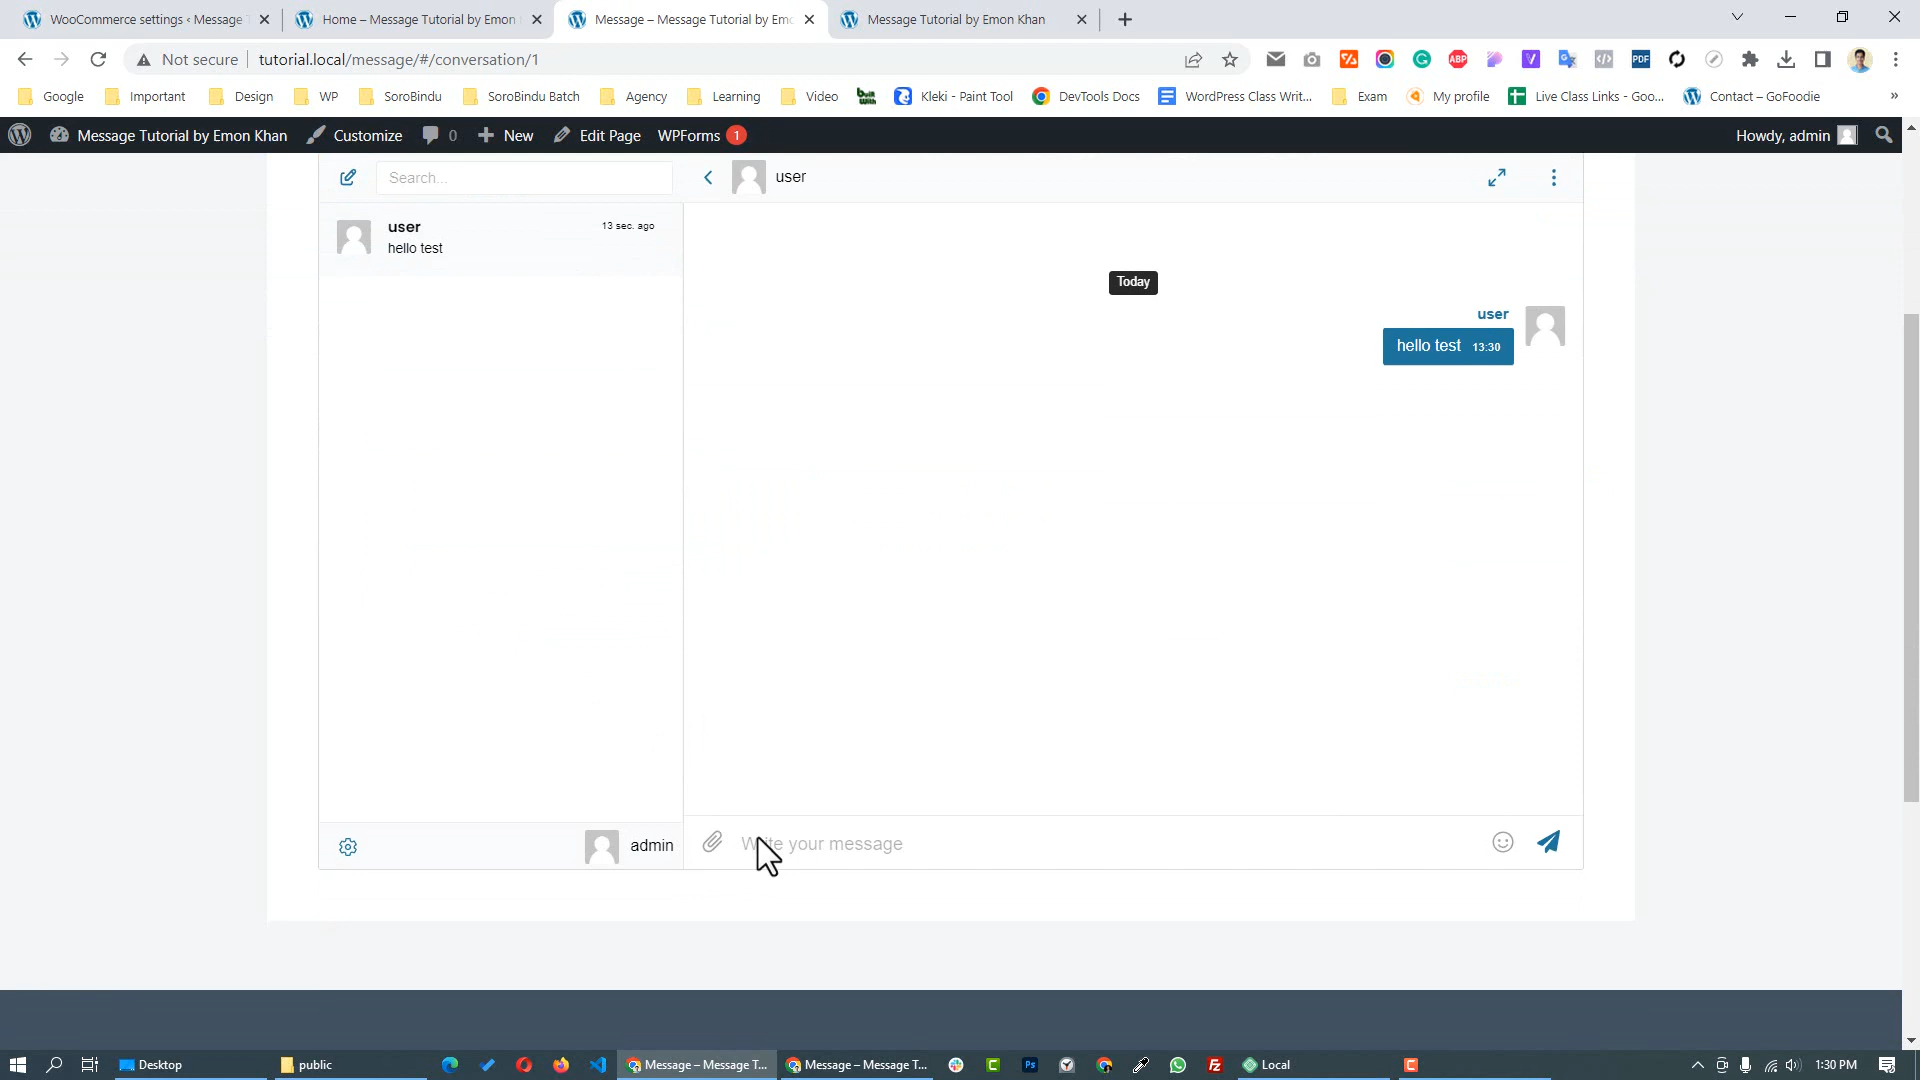 WooCommerce settings ‹ Message
Home – Message Tutorial by Emon
Message – Message Tutorial by Emo
Message Tutorial by Emon Khan
Not secure
tutorial.local/message/#/conversation/1
Google
Important
Design
WP
SoroBindu
SoroBindu Batch
Agency
Learning
Video
Kleki - Paint Tool
DevTools Docs
WordPress Class Writ...
Exam
My profile
Live Class Links - Goo...
Contact – GoFoodie
»
Message Tutorial by Emon Khan
Customize
0
New
Edit Page
WPForms
1
Howdy, admin
Search...
user
user
13 sec. ago
hello test
Today
user
hello test
13:30
admin
Write your message
ABP
PDF
Desktop
public
Message – Message T...
Message – Message T...
Ps
Local
1:30 PM